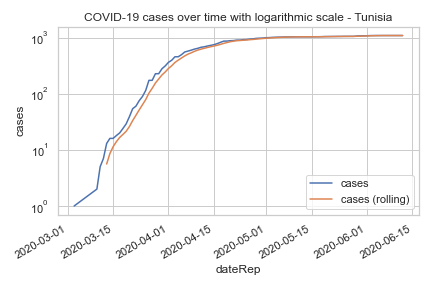 COVID-19 cases over time with logarithmic scale - Tunisia
10³
10²
10¹
10⁰
cases
cases
cases (rolling)
2020-03-01
2020-03-15
2020-04-01
2020-04-15
2020-05-01
2020-05-15
2020-06-01
2020-06-15
dateRep